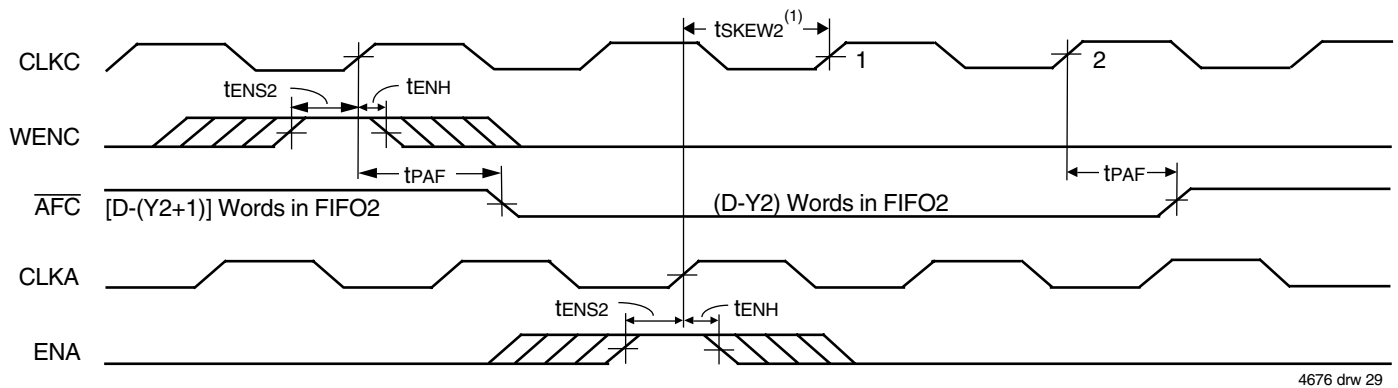 tSKEW2(1)
CLKC
1
2
tENS2
tENH
WENC
tPAF
tPAF
AFC
[D-(Y2+1)] Words in FIFO2
(D-Y2) Words in FIFO2
CLKA
tENS2
tENH
ENA
4676 drw 29